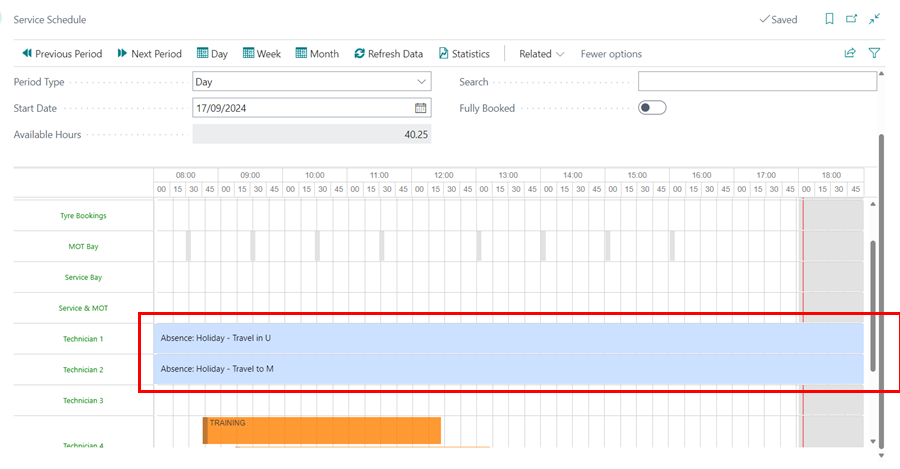 Service Schedule
Saved
Previous Period Next Period Day Week Month Refresh Data Statistics Related Fewer options
Period Type Day Search
Start Date 17/09/2024 Fully Booked
Available Hours 40.25
08:00 09:00 10:00 11:00 12:00 13:00 14:00 15:00 16:00 17:00 18:00
00 15 30 45 00 15 30 45 00 15 30 45 00 15 30 45 00 15 30 45 00 15 30 45 00 15 30 45 00 15 30 45 00 15 30 45 00 15 30 45 00 15 30 45
Tyre Bookings
MOT Bay
Service Bay
Service & MOT
Technician 1 Absence: Holiday - Travel in U
Technician 2 Absence: Holiday - Travel to M
Technician 3
TRAINING
Technician 4